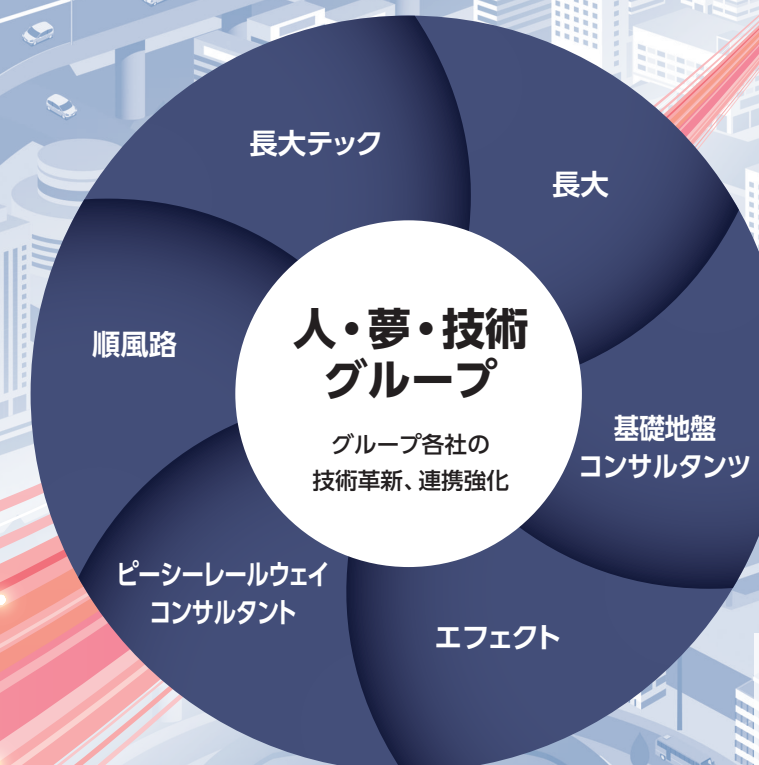 長大テック
長大
順風路
人・夢・技術
グループ
グループ各社の
技術革新、連携強化
基礎地盤
コンサルタンツ
ピーシーレールウェイ
コンサルタント
エフェクト